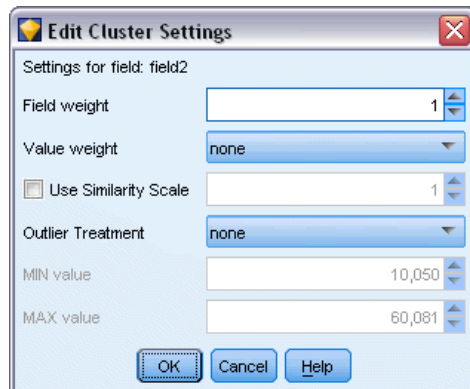 Edit Cluster Settings
Settings for field: field2
Field weight 1
Value weight none
Use Similarity Scale 1
Outlier Treatment none
MIN value 10,050
MAX value 60,081
OK Cancel Help